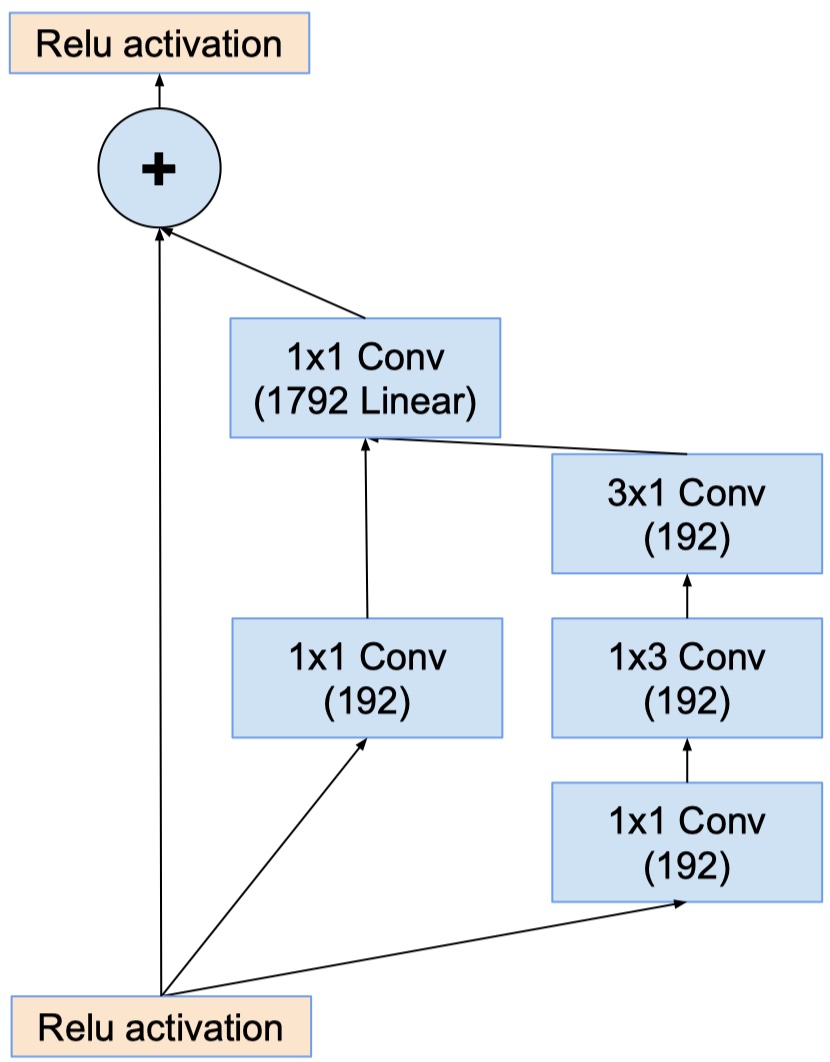 Relu activation
+
1x1 Conv
(1792 Linear)
3x1 Conv
(192)
1x1 Conv
(192)
1x3 Conv
(192)
1x1 Conv
(192)
Relu activation